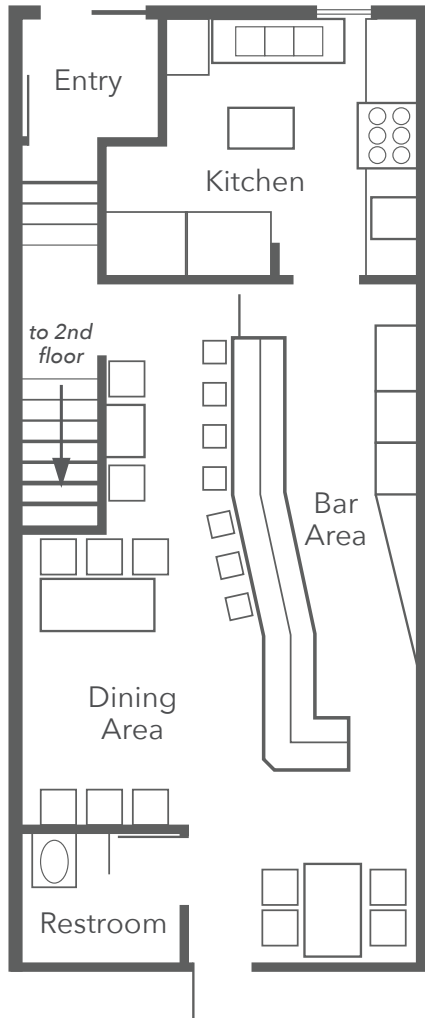 Entry
Kitchen
to 2nd
floor
Bar
Area
Dining
Area
Restroom